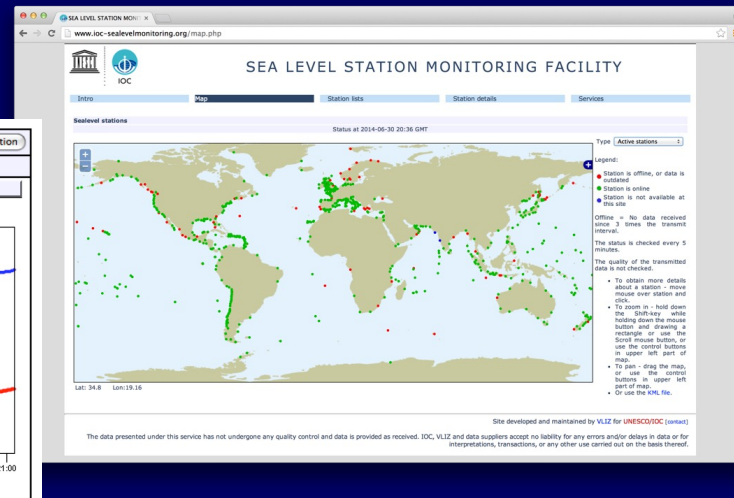 SEA LEVEL STATION MONI
www.ioc-sealevelmonitoring.org/map.php
IOC
SEA LEVEL STATION MONITORING FACILITY
Intro
Map
Station lists
Station details
Services
Sealevel stations
Status at 2014-06-30 20:36 GMT
Type Active stations
Legend:
Station is offline, or data is
outdated
Station is online
Station is not available at
this site
Offline = No data received
since 3 times the transmit
interval.
The status is checked every 5
minutes.
The quality of the transmitted
data is not checked.
To obtain more details
about a station - move
mouse over station and
click.
To zoom in - hold down
the Shift-key while
holding down the mouse
button and drawing a
rectangle or use the
Scroll mouse button, or
use the control buttons
in upper left part of
map.
To pan - drag the map,
or use the control
buttons in upper left
part of map.
Or use the KML file.
Lat: 34.8 Lon:19.16
Site developed and maintained by VLIZ for UNESCO/IOC [contact]
The data presented under this service has not undergone any quality control and data is provided as received. IOC, VLIZ and data suppliers accept no liability for any errors and/or delays in data or for
interpretations, transactions, or any other use carried out on the basis thereof.
tion
1:00